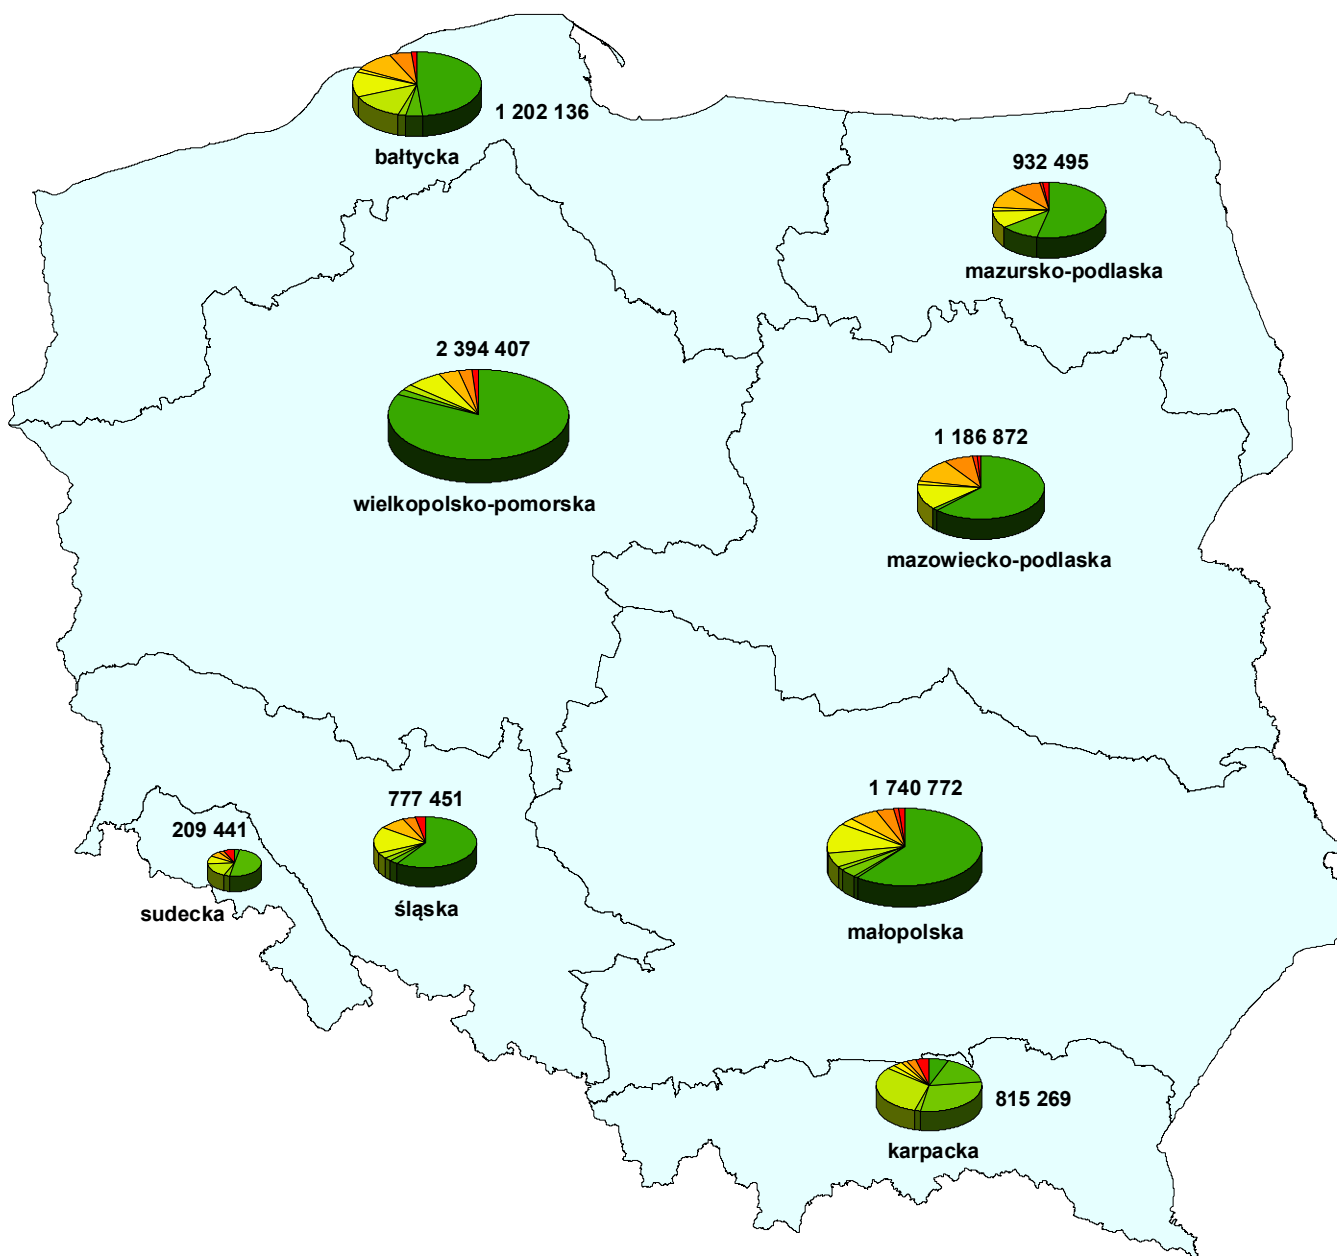 1 202 136
bałtycka
932 495
mazursko-podlaska
2 394 407
wielkopolsko-pomorska
1 186 872
mazowiecko-podlaska
777 451
śląska
209 441
sudecka
1 740 772
małopolska
815 269
karpacka